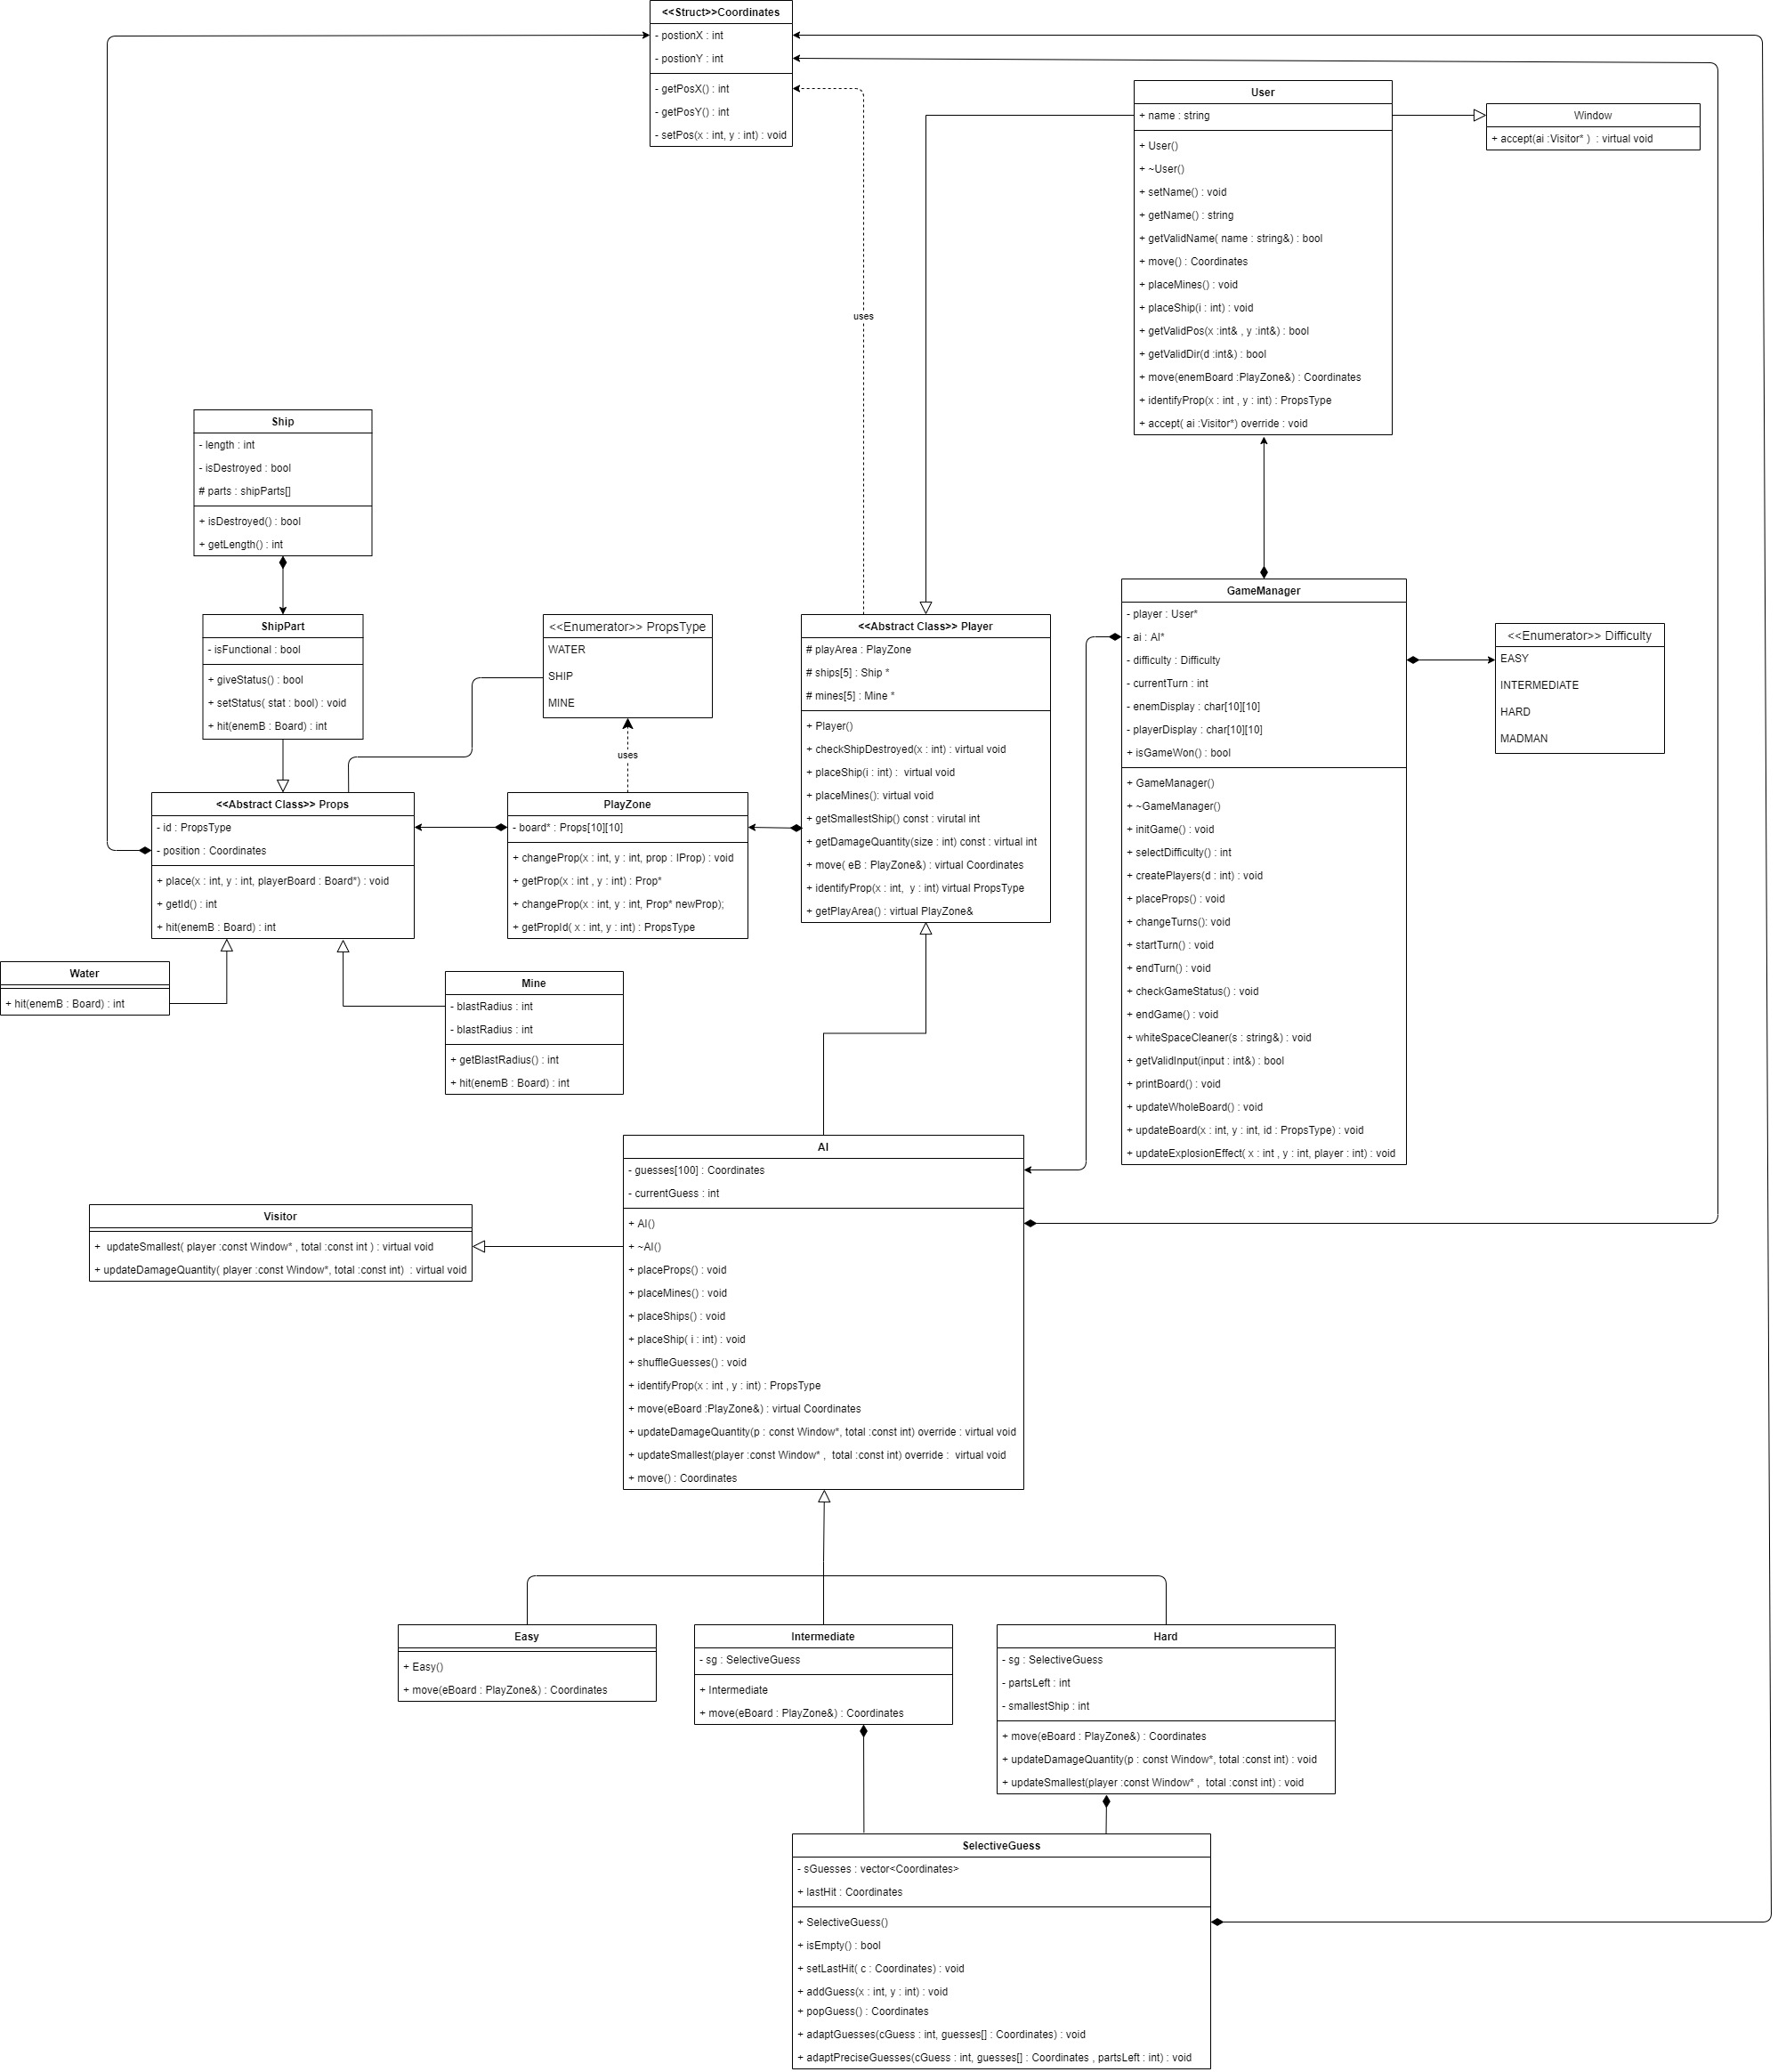 <<Struct>>Coordinates
- postionX : int
- postionY : int
- getPosX() : int
- getPosY() : int
- setPos(x : int, y : int) : void
User
+ name : string
+ User()
+ ~User()
+ setName() : void
+ getName() : string
+ getValidName( name : string&) : bool
+ move() : Coordinates
+ placeMines() : void
+ placeShip(i : int) : void
+ getValidPos(x :int& , y :int&) : bool
+ getValidDir(d :int&) : bool
+ move(enemBoard :PlayZone&) : Coordinates
+ identifyProp(x : int , y : int) : PropsType
+ accept( ai :Visitor*) override : void
Window
+ accept(ai :Visitor* ) : virtual void
uses
Ship
- length : int
- isDestroyed : bool
# parts : shipParts[]
+ isDestroyed() : bool
+ getLength() : int
ShipPart
- isFunctional : bool
+ giveStatus() : bool
+ setStatus( stat : bool) : void
+ hit(enemB : Board) : int
<<Enumerator>> PropsType
WATER
SHIP
MINE
uses
<<Abstract Class>> Player
# playArea : PlayZone
# ships[5] : Ship *
# mines[5] : Mine *
+ Player()
+ checkShipDestroyed(x : int) : virtual void
+ placeShip(i : int) : virtual void
+ placeMines(): virtual void
+ getSmallestShip() const : virutal int
+ getDamageQuantity(size : int) const : virtual int
+ move( eB : PlayZone&) : virtual Coordinates
+ identifyProp(x : int, y : int) virtual PropsType
+ getPlayArea() : virtual PlayZone&
GameManager
- player : User*
- ai : AI*
- difficulty : Difficulty
- currentTurn : int
- enemDisplay : char[10][10]
- playerDisplay : char[10][10]
+ isGameWon() : bool
+ GameManager()
+ ~GameManager()
+ initGame() : void
+ selectDifficulty() : int
+ createPlayers(d : int) : void
+ placeProps() : void
+ changeTurns(): void
+ startTurn() : void
+ endTurn() : void
+ checkGameStatus() : void
+ endGame() : void
+ whiteSpaceCleaner(s : string&) : void
+ getValidInput(input : int&) : bool
+ printBoard() : void
+ updateWholeBoard() : void
+ updateBoard(x : int, y : int, id : PropsType) : void
+ updateExplosionEffect( x : int , y : int, player : int) : void
<<Enumerator>> Difficulty
EASY
INTERMEDIATE
HARD
MADMAN
<<Abstract Class>> Props
- id : PropsType
- position : Coordinates
+ place(x : int, y : int, playerBoard : Board*) : void
+ getId() : int
+ hit(enemB : Board) : int
PlayZone
- board* : Props[10][10]
+ changeProp(x : int, y : int, prop : IProp) : void
+ getProp(x : int , y : int) : Prop*
+ changeProp(x : int, y : int, Prop* newProp);
+ getPropId( x : int, y : int) : PropsType
Water
+ hit(enemB : Board) : int
Mine
- blastRadius : int
- blastRadius : int
+ getBlastRadius() : int
+ hit(enemB : Board) : int
AI
- guesses[100] : Coordinates
- currentGuess : int
+ AI()
+ ~AI()
+ placeProps() : void
+ placeMines() : void
+ placeShips() : void
+ placeShip( i : int) : void
+ shuffleGuesses() : void
+ identifyProp(x : int , y : int) : PropsType
+ move(eBoard :PlayZone&) : virtual Coordinates
+ updateDamageQuantity(p : const Window*, total :const int) override : virtual void
+ updateSmallest(player :const Window* , total :const int) override : virtual void
+ move() : Coordinates
Visitor
+ updateSmallest( player :const Window* , total :const int ) : virtual void
+ updateDamageQuantity( player :const Window*, total :const int) : virtual void
Easy
+ Easy()
+ move(eBoard : PlayZone&) : Coordinates
Intermediate
- sg : SelectiveGuess
+ Intermediate
+ move(eBoard : PlayZone&) : Coordinates
Hard
- sg : SelectiveGuess
- partsLeft : int
- smallestShip : int
+ move(eBoard : PlayZone&) : Coordinates
+ updateDamageQuantity(p : const Window*, total :const int) : void
+ updateSmallest(player :const Window* , total :const int) : void
SelectiveGuess
- sGuesses : vector<Coordinates>
+ lastHit : Coordinates
+ SelectiveGuess()
+ isEmpty() : bool
+ setLastHit( c : Coordinates) : void
+ addGuess(x : int, y : int) : void
+ popGuess() : Coordinates
+ adaptGuesses(cGuess : int, guesses[] : Coordinates) : void
+ adaptPreciseGuesses(cGuess : int, guesses[] : Coordinates , partsLeft : int) : void